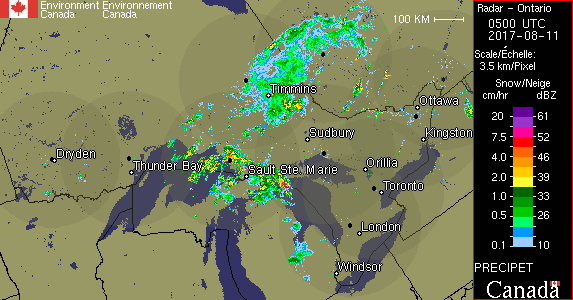 Environment Environnement
Canada Canada
100 KM
Timmins
Ottawa
Sudbury
Kingston
Dryden
Thunder Bay
Sault Ste. Marie
Orillia
Toronto
London
Windsor
Radar - Ontario
0500 UTC
2017-08-11
Scale/Échelle:
3.5 km/Pixel
Snow/Neige
cm/hr dBZ
20 61
7.5 57
5.0 52
4.0 46
2.0 39
1.0 33
0.5 26
0.1 10
PRECIPET
Canada